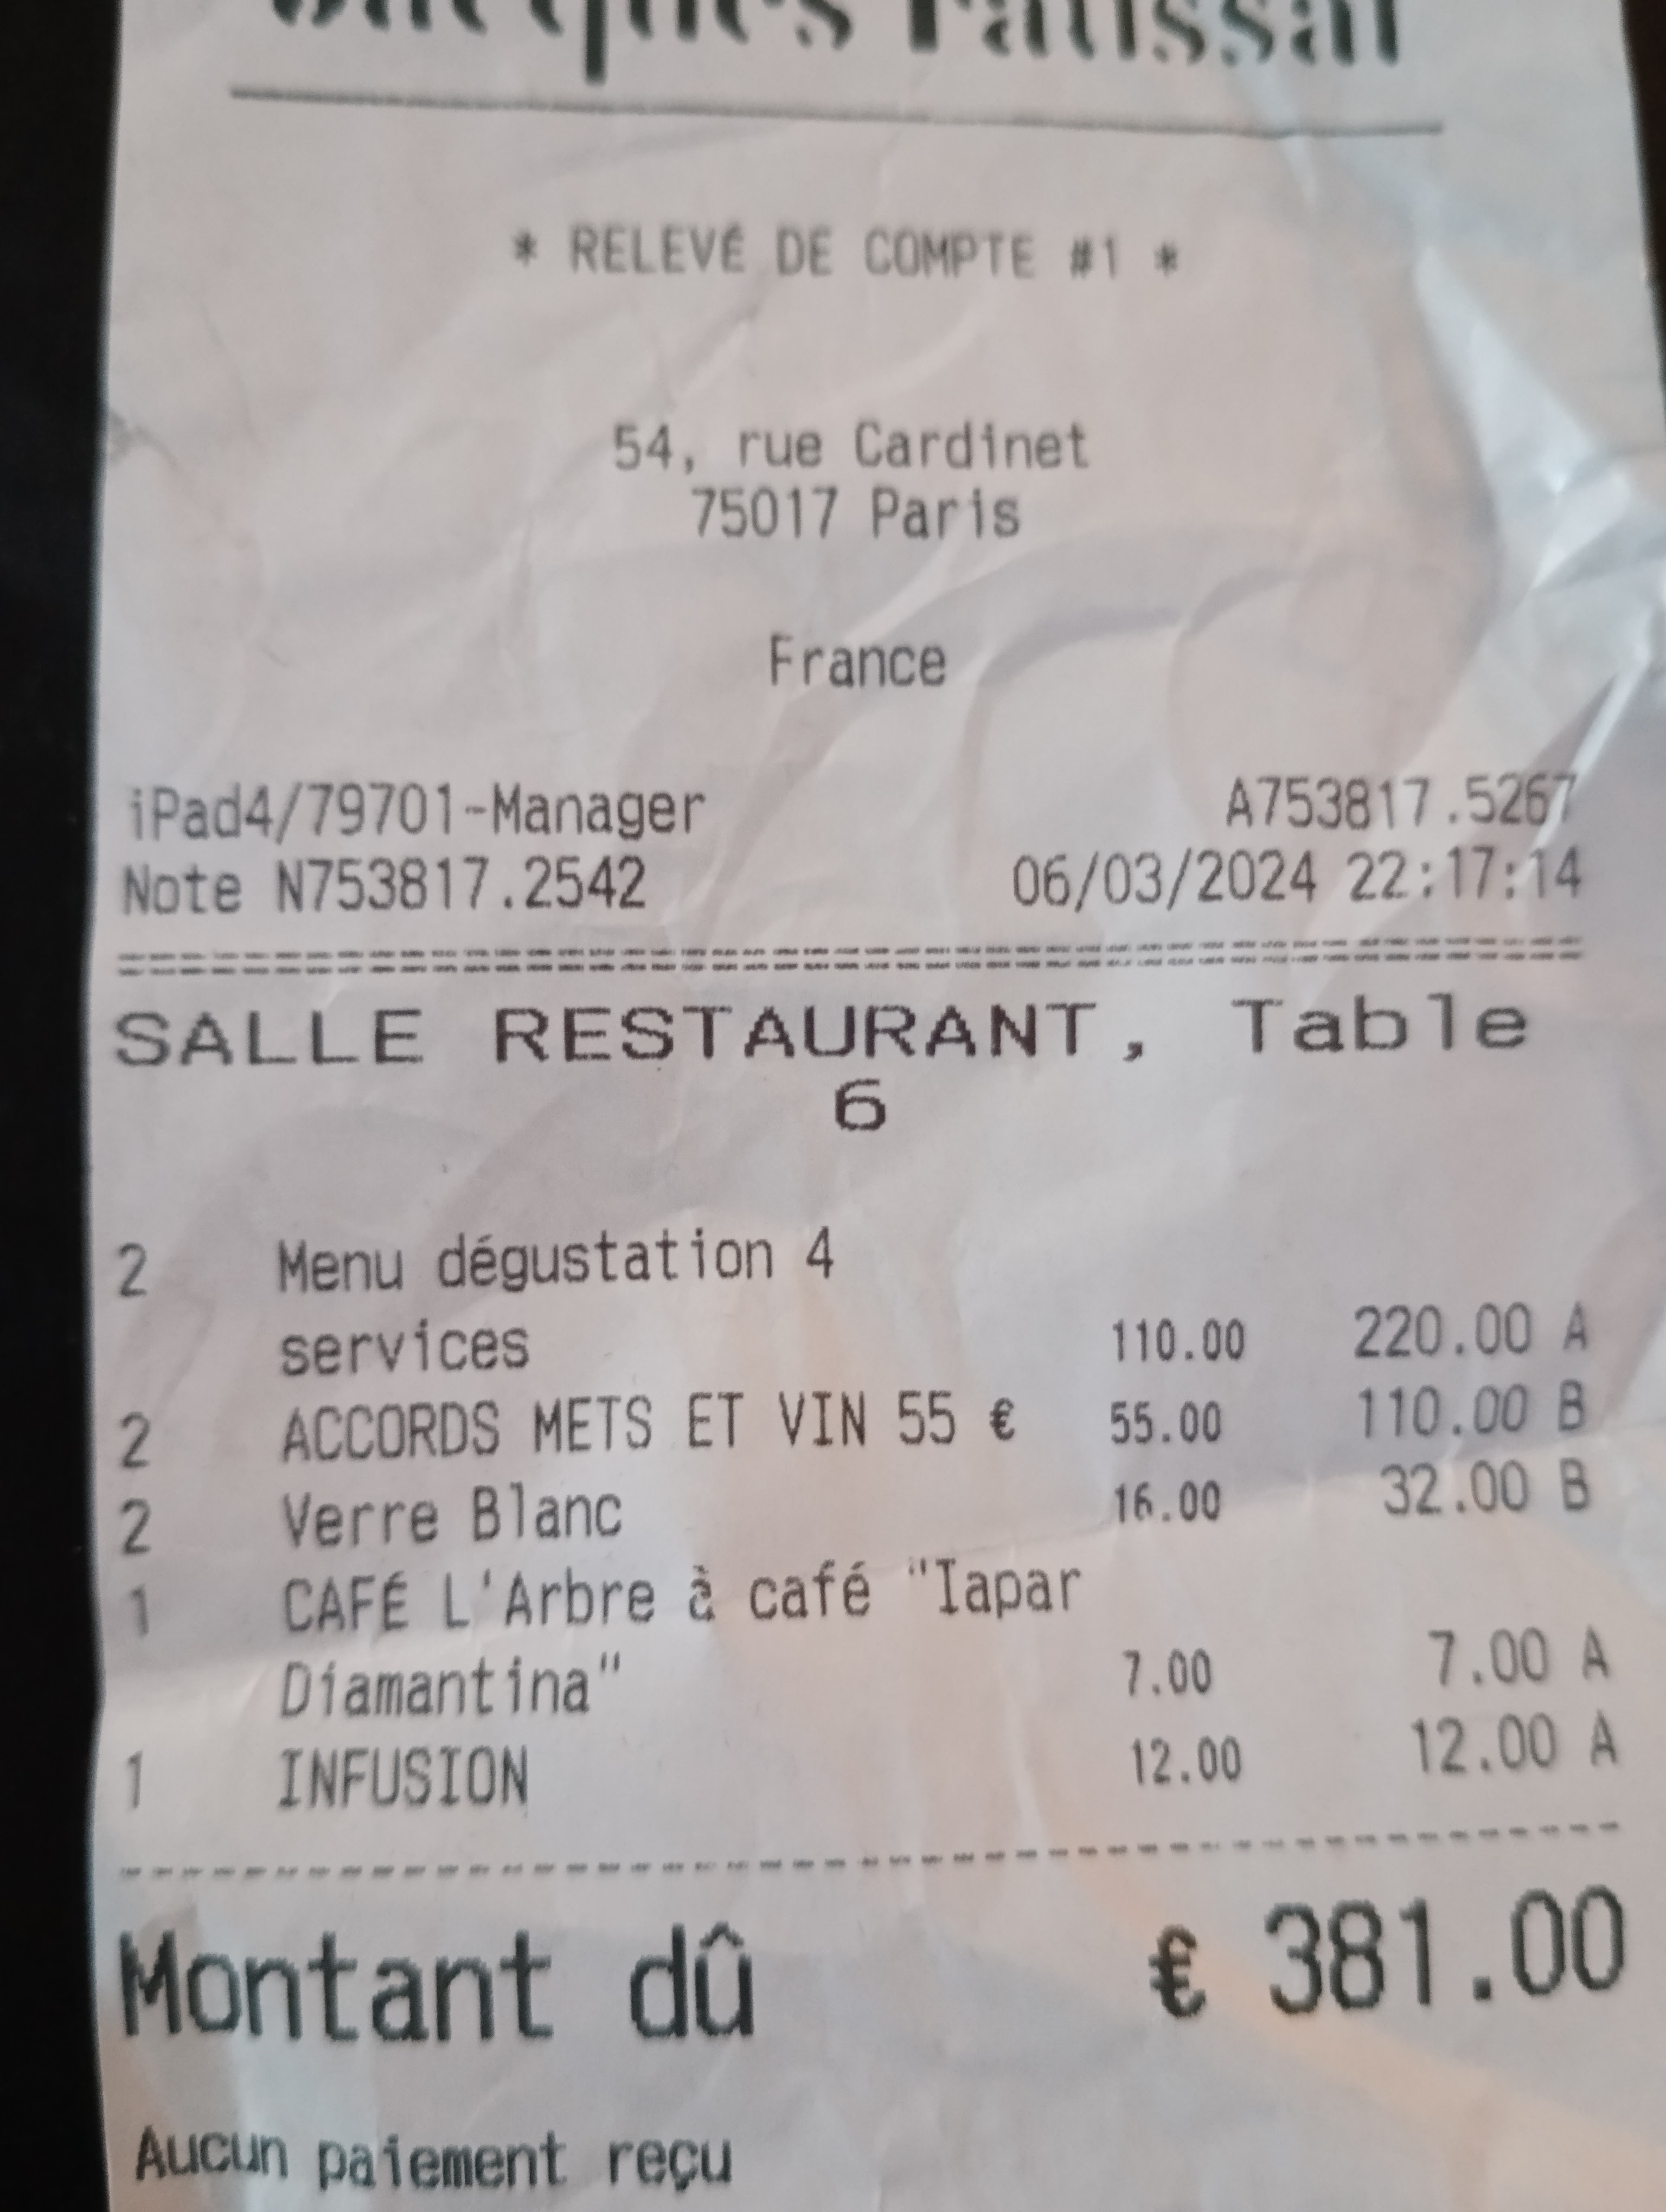 * RELEVÉ DE COMPTE #1 *
54, rue Cardinet
75017 Paris
France
iPad4/79701-Manager A753817.5267
Note N753817.2542 06/03/2024 22:17:14
SALLE RESTAURANT, Table
6
2 Menu dégustation 4
services 110.00 220.00 A
2 ACCORDS METS ET VIN 55 € 55.00 110.00 B
2 Verre Blanc 16.00 32.00 B
1 CAFÉ L'Arbre à café "Iapar
Diamantina" 7.00 7.00 A
1 INFUSION 12.00 12.00 A
Montant dû € 381.00
Aucun paiement reçu